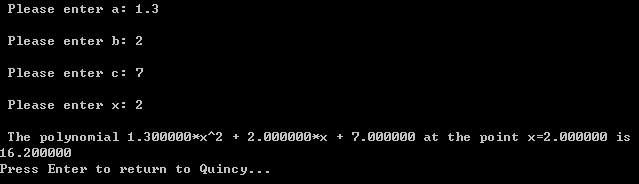 Please enter a: 1.3
Please enter b: 2
Please enter c: 7
Please enter x: 2
The polynomial 1.300000*x^2 + 2.000000*x + 7.000000 at the point x=2.000000 is
16.200000
Press Enter to return to Quincy...